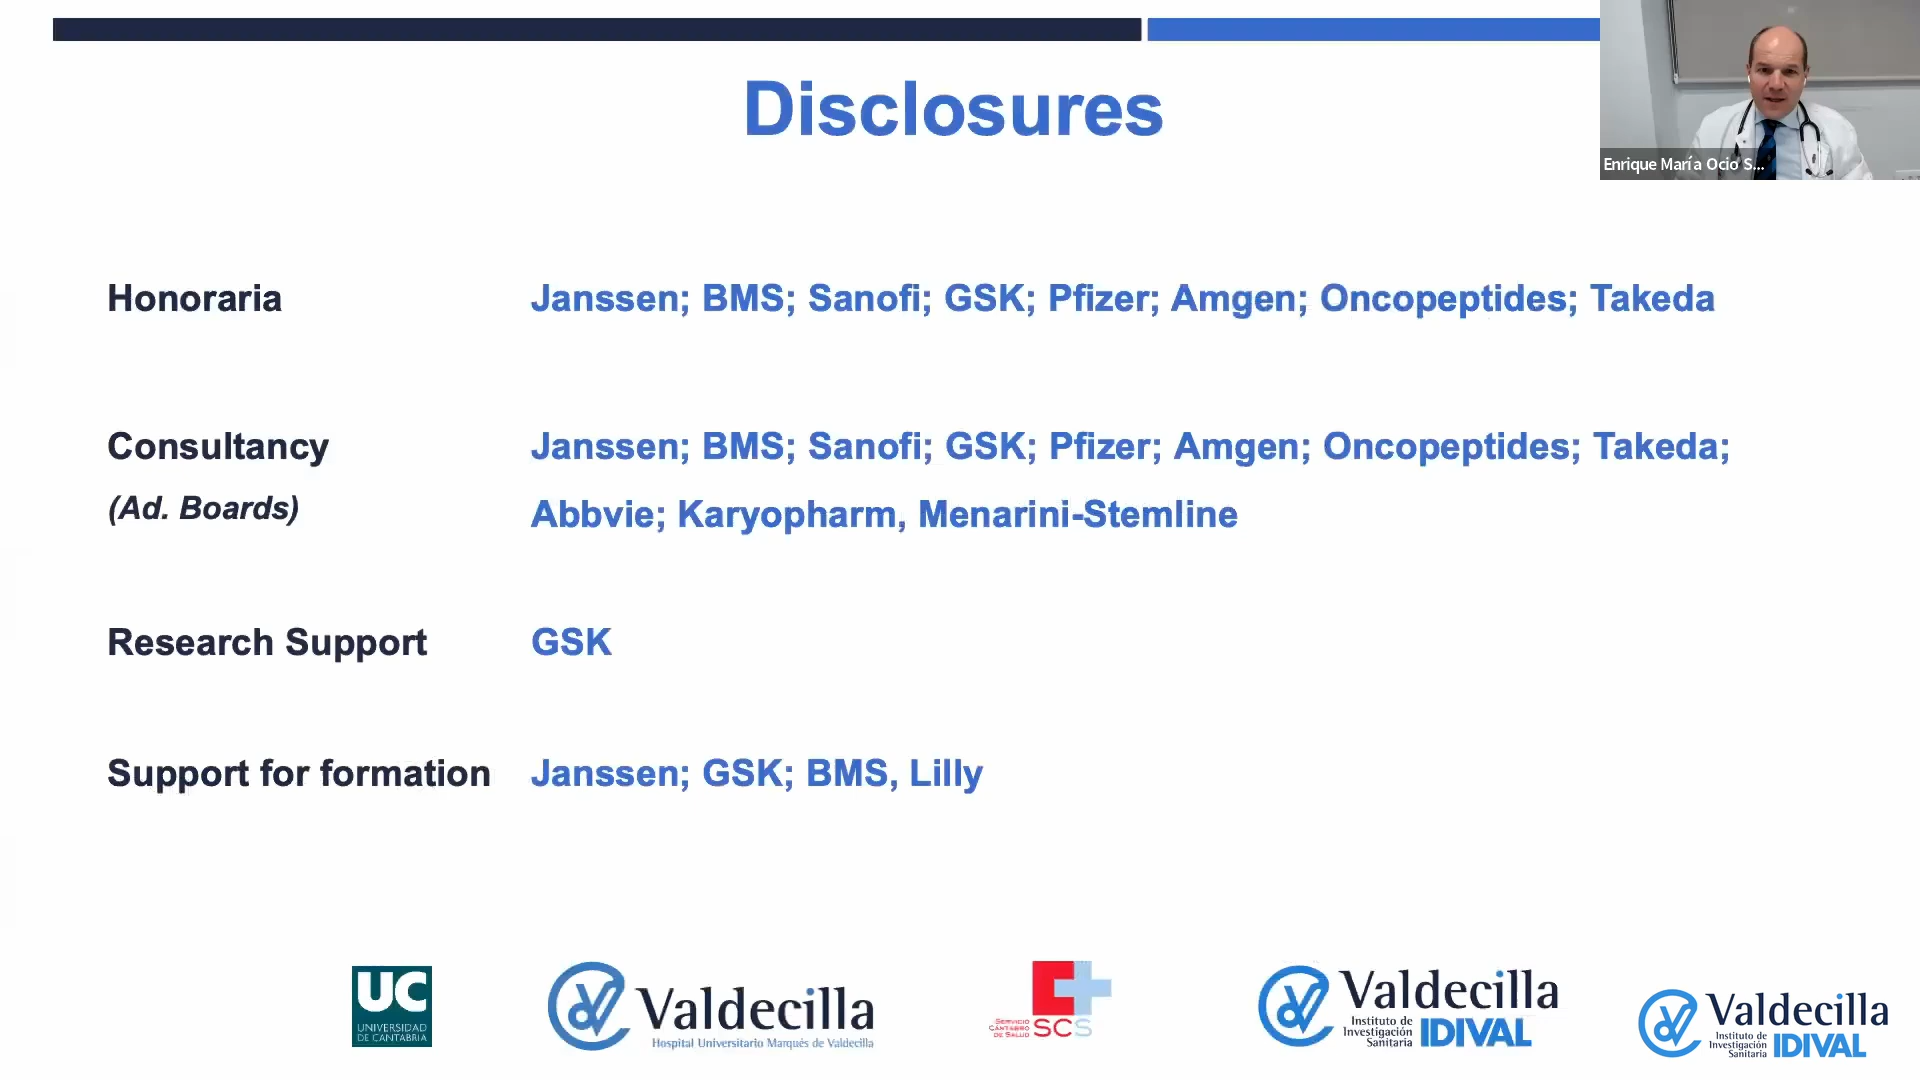 Disclosures
Enrique María Ocio S...
Honoraria Janssen; BMS; Sanofi; GSK; Pfizer; Amgen; Oncopeptides; Takeda
Consultancy Janssen; BMS; Sanofi; GSK; Pfizer; Amgen; Oncopeptides; Takeda;
(Ad. Boards) Abbvie; Karyopharm, Menarini-Stemline
Research Support GSK
Support for formation Janssen; GSK; BMS, Lilly
UC
UNIVERSIDAD
DE CANTABRIA
Valdecilla
Hospital Universitario Marqués de Valdecilla
SERVICIO
CÁNTABRO
DE SALUD
SCS
Valdecilla
Instituto de
Investigación
Sanitaria
IDIVAL
Valdecilla
Instituto de
Investigación
Sanitaria
IDIVAL